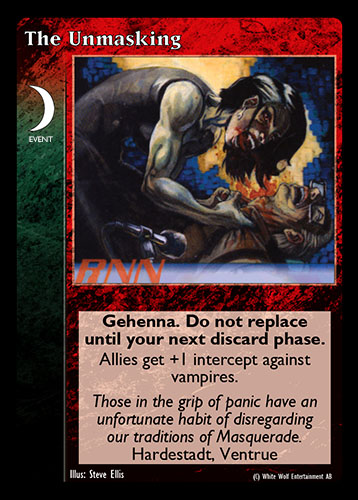 The Unmasking
EVENT
RNN
Gehenna. Do not replace
until your next discard phase.
Allies get +1 intercept against
vampires.
Those in the grip of panic have an
unfortunate habit of disregarding
our traditions of Masquerade.
Hardestadt, Ventrue
Illus: Steve Ellis
(C) White Wolf Entertainment AB